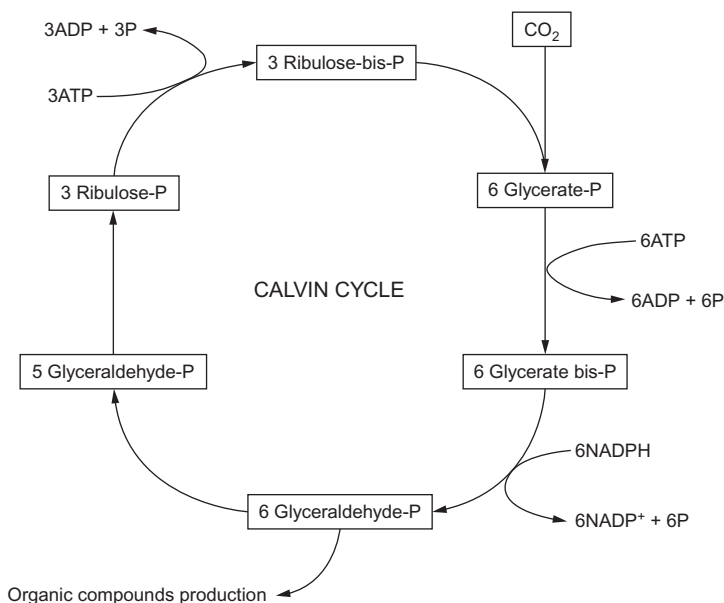 3ADP + 3P
CO₂
3 Ribulose-bis-P
3ATP
3 Ribulose-P
6 Glycerate-P
6ATP
CALVIN CYCLE
6ADP + 6P
5 Glyceraldehyde-P
6 Glycerate bis-P
6NADPH
6 Glyceraldehyde-P
6NADP⁺ + 6P
Organic compounds production